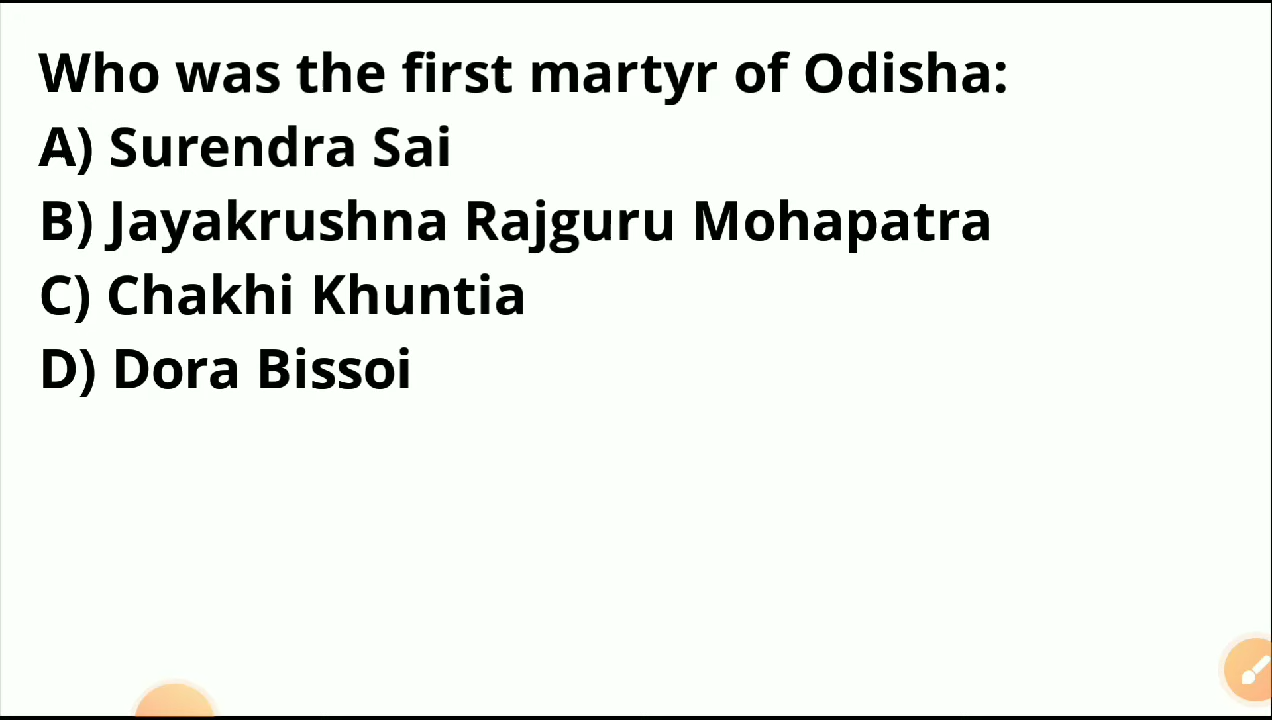 Who was the first martyr of Odisha:
A) Surendra Sai
B) Jayakrushna Rajguru Mohapatra
C) Chakhi Khuntia
D) Dora Bissoi